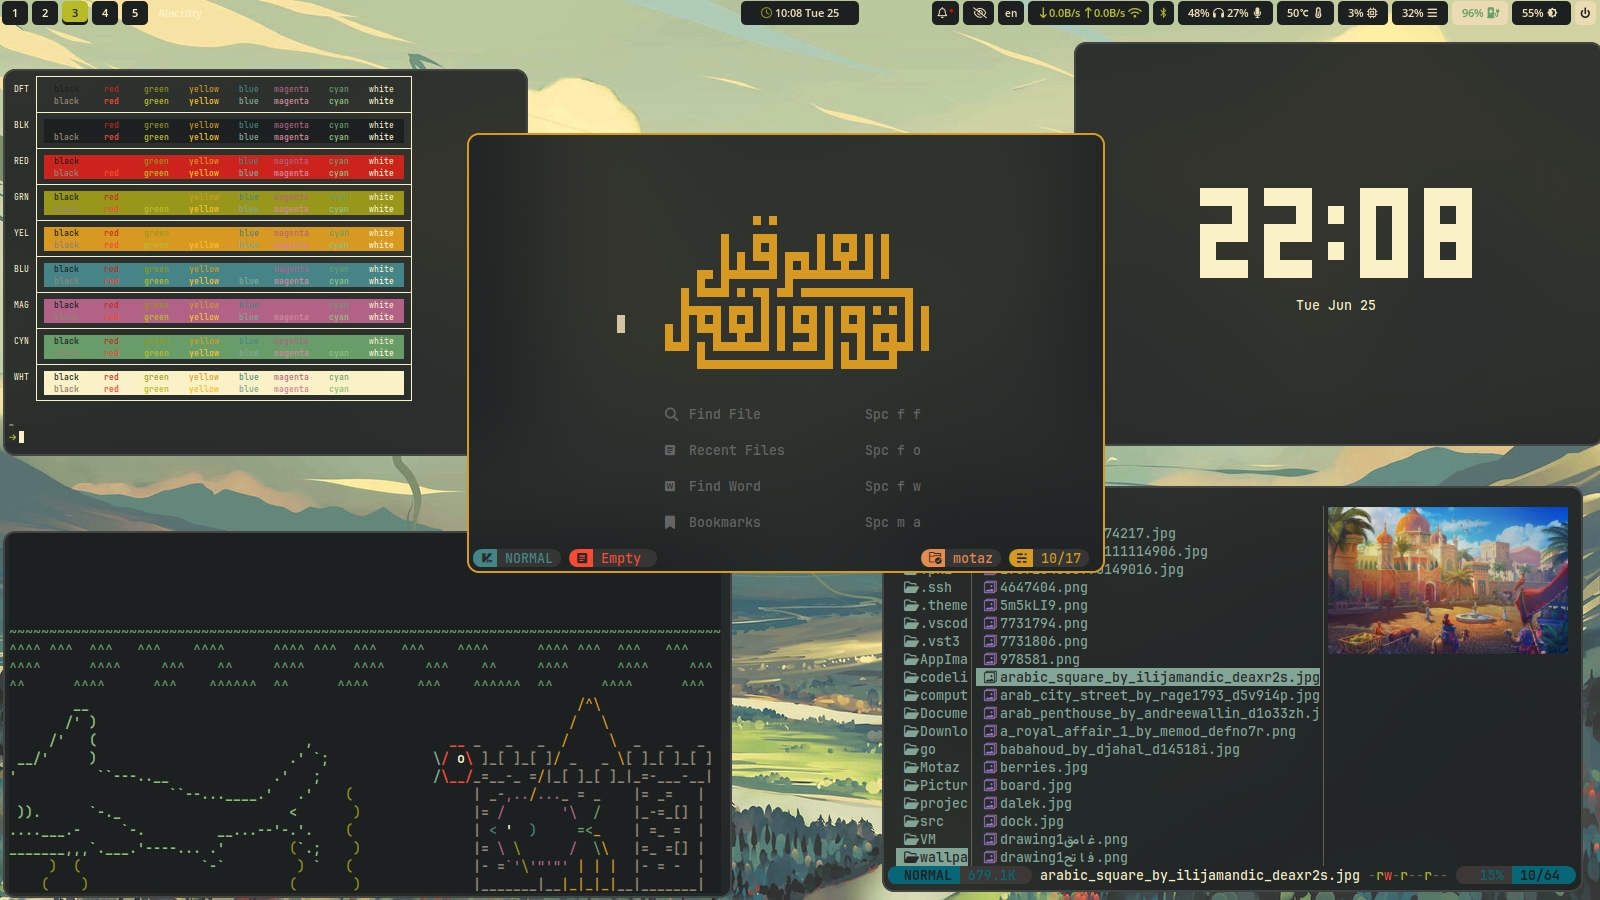 1 2 3 4 5 Alacritty
10:08 Tue 25
en 0.0B/s 0.0B/s 48% 27% 50℃ 3% 32% 96% 55%
DFT black red green yellow blue magenta cyan white
black red green yellow blue magenta cyan white
BLK red green yellow blue magenta cyan white
black red green yellow blue magenta cyan white
RED black green yellow blue magenta cyan white
black red green yellow blue magenta cyan white
GRN black red yellow blue magenta cyan white
red green yellow blue magenta cyan white
YEL black red green blue magenta cyan white
black red green yellow blue magenta cyan white
BLU black red green yellow magenta cyan white
black red green yellow blue magenta cyan white
MAG black red green yellow blue cyan white
black red green yellow blue magenta cyan white
CYN black red green yellow blue magenta white
black red green yellow blue magenta cyan white
WHT black red green yellow blue magenta cyan
black red green yellow blue magenta cyan
Find File Spc f f
Recent Files Spc f o
Find Word Spc f w
Bookmarks Spc m a
NORMAL Empty motaz 10/17
22:08
Tue Jun 25
74217.jpg
111114906.jpg
149016.jpg
.ssh 4647404.png
.theme 5m5kLI9.png
.vscod 7731794.png
.vst3 7731806.png
AppIma 978581.png
codeli arabic_square_by_ilijamandic_deaxr2s.jpg
comput arab_city_street_by_rage1793_d5v9i4p.jpg
Docume arab_penthouse_by_andreewallin_d1o33zh.j
Downlo a_royal_affair_1_by_memod_defno7r.png
go babahoud_by_djahal_d14518i.jpg
Motaz berries.jpg
Pictur board.jpg
projec dalek.jpg
src dock.jpg
VM drawing1غامق.png
wallpa drawing1فاتح.png
NORMAL 679.1K arabic_square_by_ilijamandic_deaxr2s.jpg -rw-r--r-- 15% 10/64